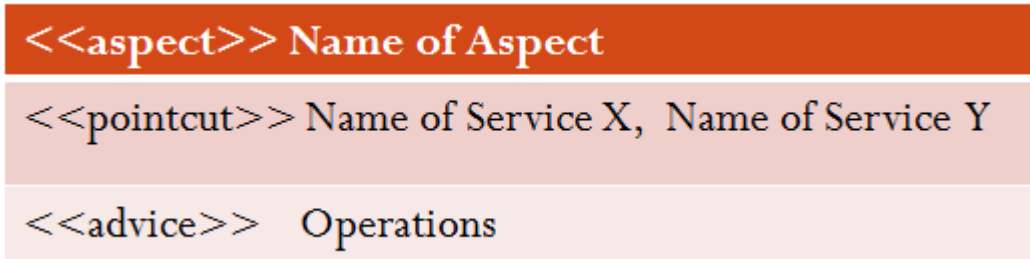 <<aspect>> Name of Aspect
<<pointcut>> Name of Service X, Name of Service Y
<<advice>> Operations